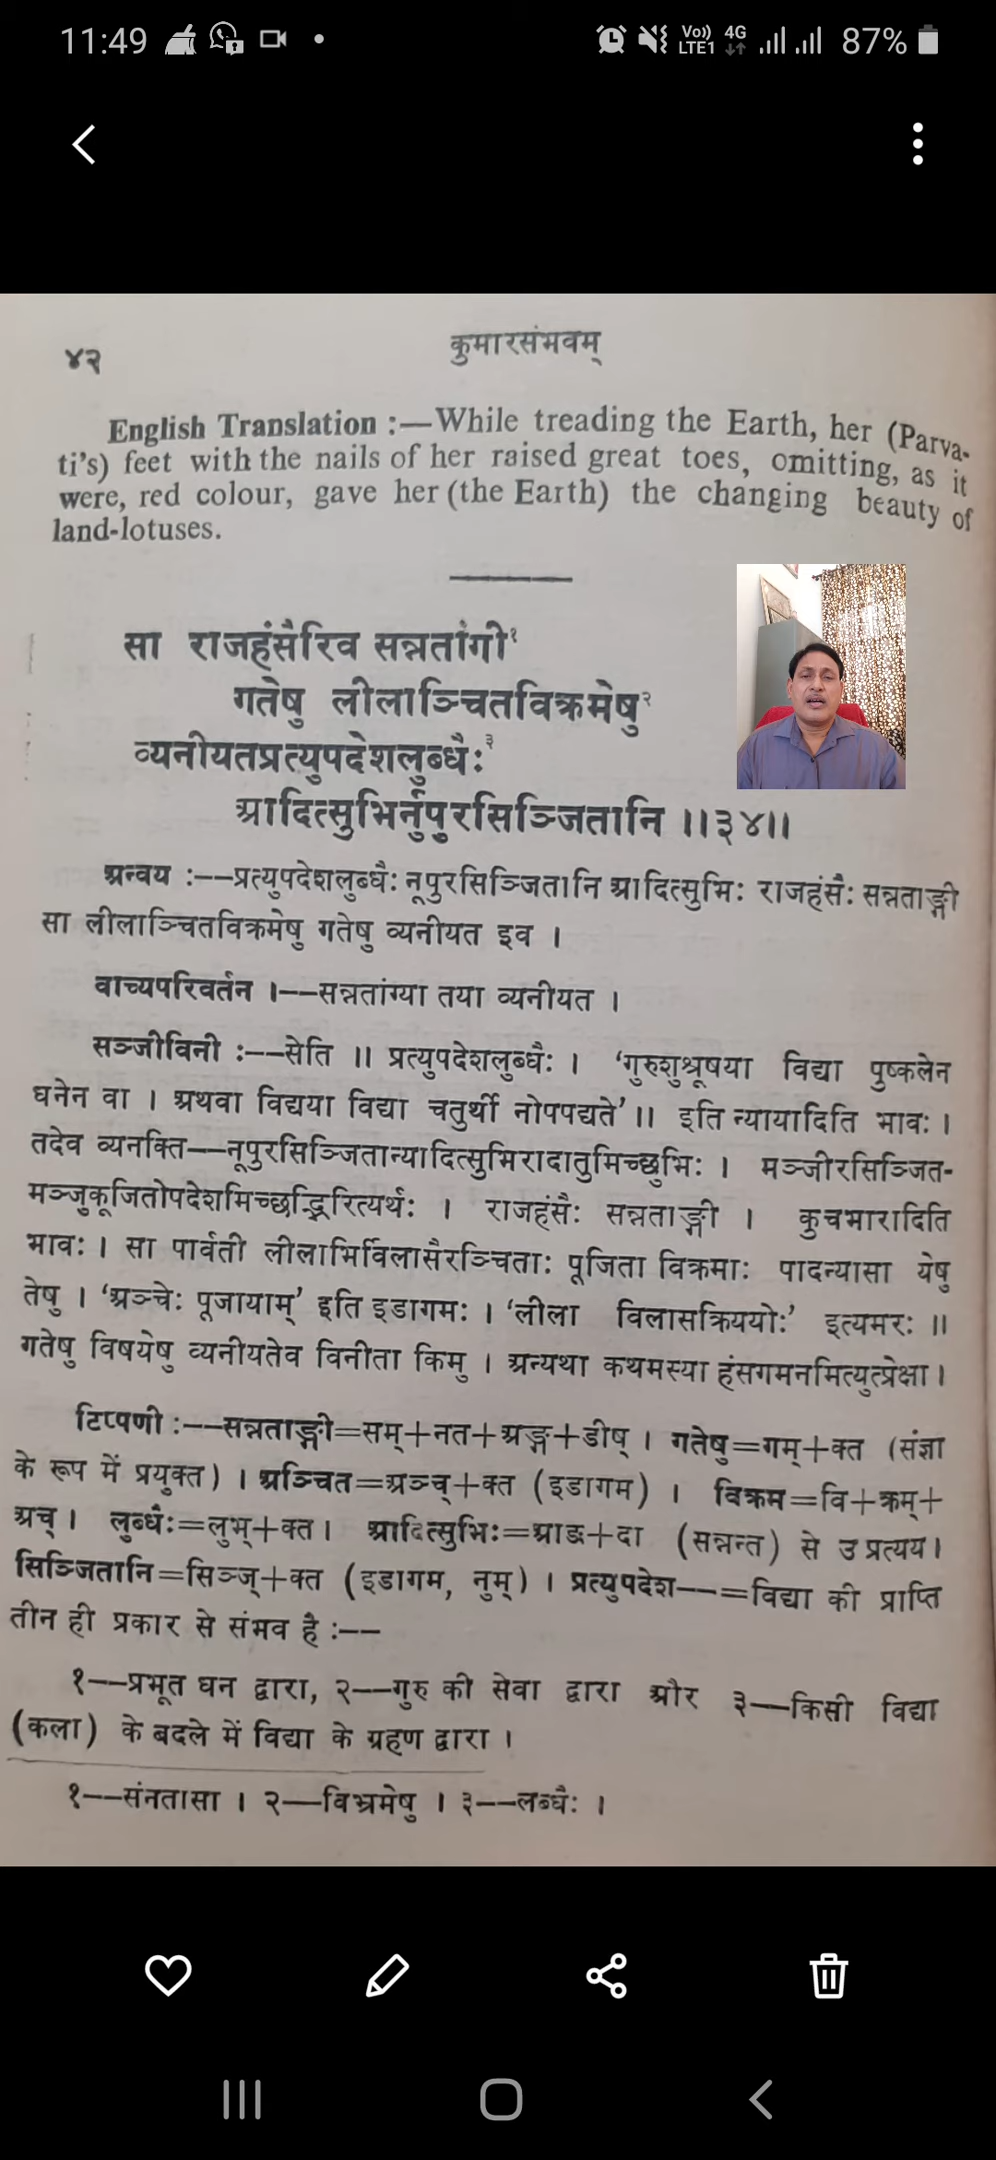 11:49
Vo)) LTE1 4G 87%
४२ कुमारसंभवम्
English Translation :—While treading the Earth, her (Parva-
ti's) feet with the nails of her raised great toes, omitting, as it
were, red colour, gave her (the Earth) the changing beauty of
land-lotuses.
सा राजहंसैरिव सन्नतांगी१
गतेषु लीलाञ्चितविक्रमेषु२
व्यनीयतप्रत्युपदेशलुब्धैः३
आदित्सुभिर्नुपुरसिञ्जितानि ॥३४॥
अन्वय :--प्रत्युपदेशलुब्धैः नूपुरसिञ्जितानि आदित्सुभिः राजहंसैः सन्नताङ्गी
सा लीलाञ्चितविक्रमेषु गतेषु व्यनीयत इव ।
वाच्यपरिवर्तन ।--सन्नतांग्या तया व्यनीयत ।
सञ्जीविनी :--सेति ॥ प्रत्युपदेशलुब्धैः । 'गुरुशुश्रूषया विद्या पुष्कलेन
धनेन वा । अथवा विद्यया विद्या चतुर्थी नोपपद्यते' ॥ इति न्यायादिति भावः ।
तदेव व्यनक्ति—नूपुरसिञ्जितान्यादित्सुभिरादातुमिच्छुभिः । मञ्जीरसिञ्जित-
मञ्जुकूजितोपदेशमिच्छद्भिरित्यर्थः । राजहंसैः सन्नताङ्गी । कुचभारादिति
भावः । सा पार्वती लीलाभिर्विलासैरञ्चिताः पूजिता विक्रमाः पादन्यासा येषु
तेषु । 'अञ्चेः पूजायाम्' इति इडागमः । 'लीला विलासक्रिययोः' इत्यमरः ॥
गतेषु विषयेषु व्यनीयतेव विनीता किमु । अन्यथा कथमस्या हंसगमनमित्युत्प्रेक्षा ।
टिप्पणी :--सन्नताङ्गी=सम्+नत+अङ्ग+डीष् । गतेषु=गम्+क्त (संज्ञा
के रूप में प्रयुक्त) । अञ्चित=अञ्च्+क्त (इडागम) । विक्रम=वि+क्रम्+
अच् । लुब्धैः=लुभ्+क्त । आदित्सुभिः=आङ+दा (सन्नन्त) से उ प्रत्यय ।
सिञ्जितानि=सिञ्ज्+क्त (इडागम, नुम्) । प्रत्युपदेश--=विद्या की प्राप्ति
तीन ही प्रकार से संभव है :--
१--प्रभूत धन द्वारा, २--गुरु की सेवा द्वारा और ३--किसी विद्या
(कला) के बदले में विद्या के ग्रहण द्वारा ।
१--संनतासा । २--विभ्रमेषु । ३--लब्धैः ।